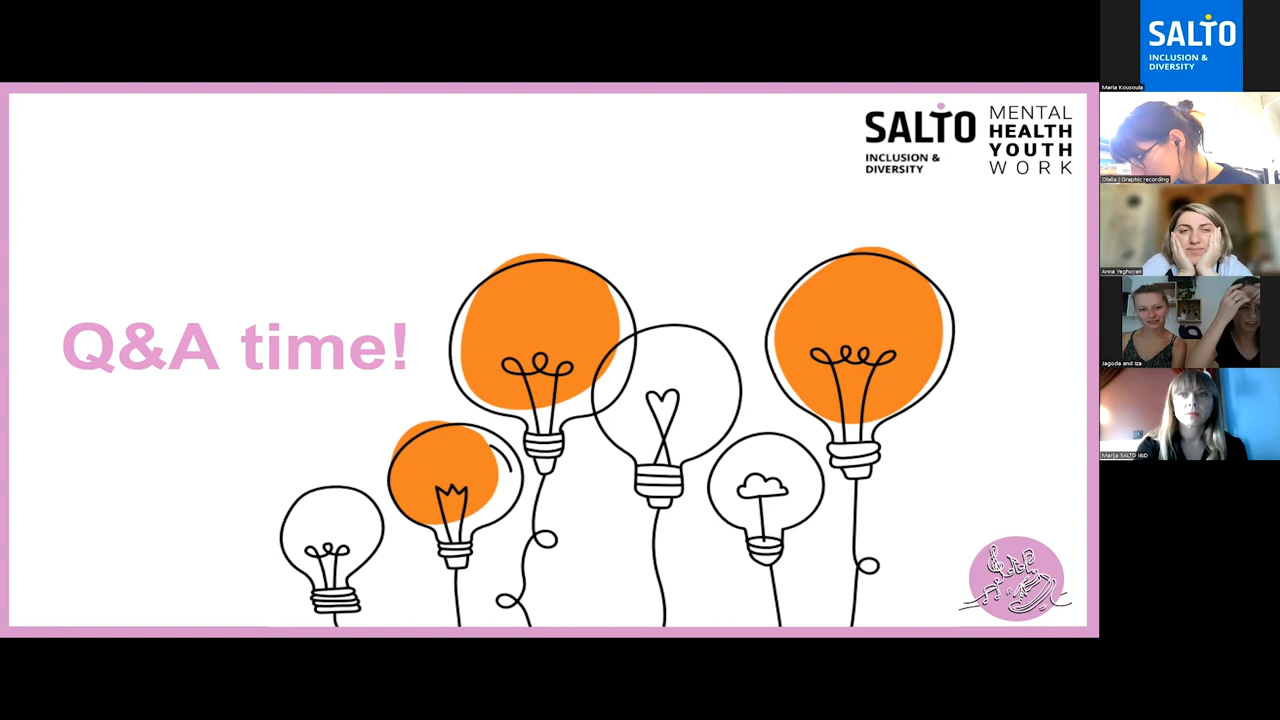 SALTO
INCLUSION &
DIVERSITY
MENTAL
HEALTH
YOUTH
WORK
Q&A time!
SALTO
INCLUSION &
DIVERSITY
Maria Kousoula
Olalla | Graphic recording
Anna Yeghoyan
Jagoda and Iza
Marija SALTO I&D